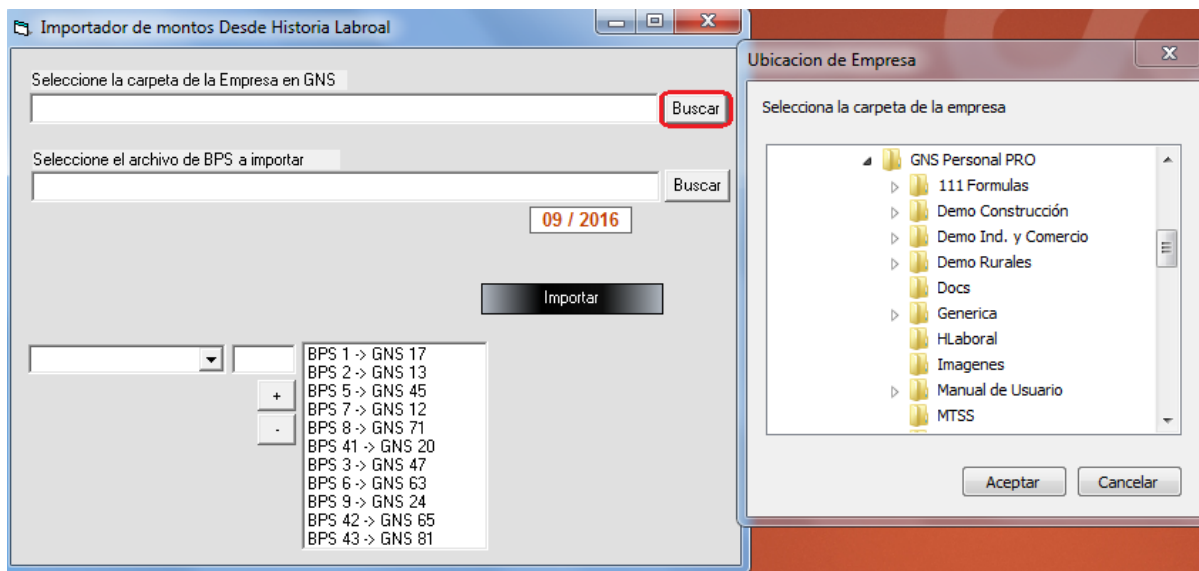 Importador de montos Desde Historia Labroal
Seleccione la carpeta de la Empresa en GNS
Buscar
Seleccione el archivo de BPS a importar
Buscar
09 / 2016
Importar
+
-
BPS 1 -> GNS 17
BPS 2 -> GNS 13
BPS 5 -> GNS 45
BPS 7 -> GNS 12
BPS 8 -> GNS 71
BPS 41 -> GNS 20
BPS 3 -> GNS 47
BPS 6 -> GNS 63
BPS 9 -> GNS 24
BPS 42 -> GNS 65
BPS 43 -> GNS 81
Ubicacion de Empresa
Selecciona la carpeta de la empresa
GNS Personal PRO
111 Formulas
Demo Construcción
Demo Ind. y Comercio
Demo Rurales
Docs
Generica
HLaboral
Imagenes
Manual de Usuario
MTSS
Aceptar
Cancelar